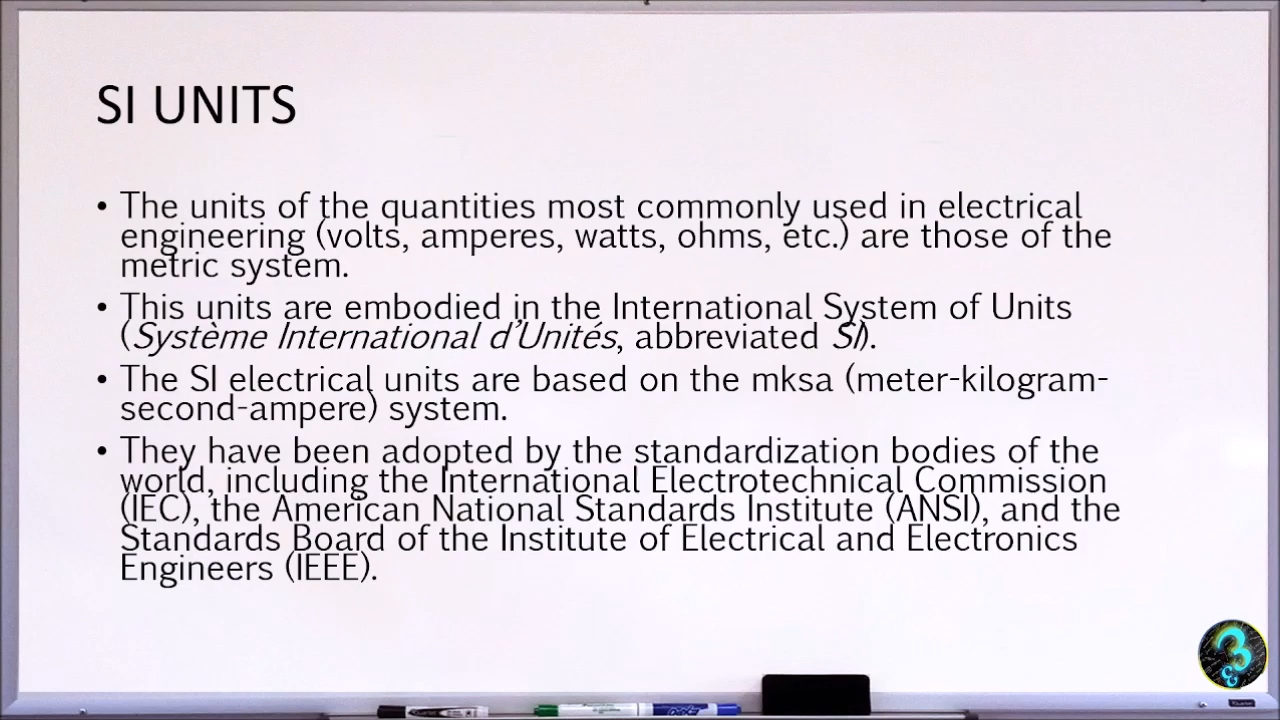 SI UNITS
• The units of the quantities most commonly used in electrical
engineering (volts, amperes, watts, ohms, etc.) are those of the
metric system.
• This units are embodied in the International System of Units
(Système International d’Unités, abbreviated SI).
• The SI electrical units are based on the mksa (meter-kilogram-
second-ampere) system.
• They have been adopted by the standardization bodies of the
world, including the International Electrotechnical Commission
(IEC), the American National Standards Institute (ANSI), and the
Standards Board of the Institute of Electrical and Electronics
Engineers (IEEE).